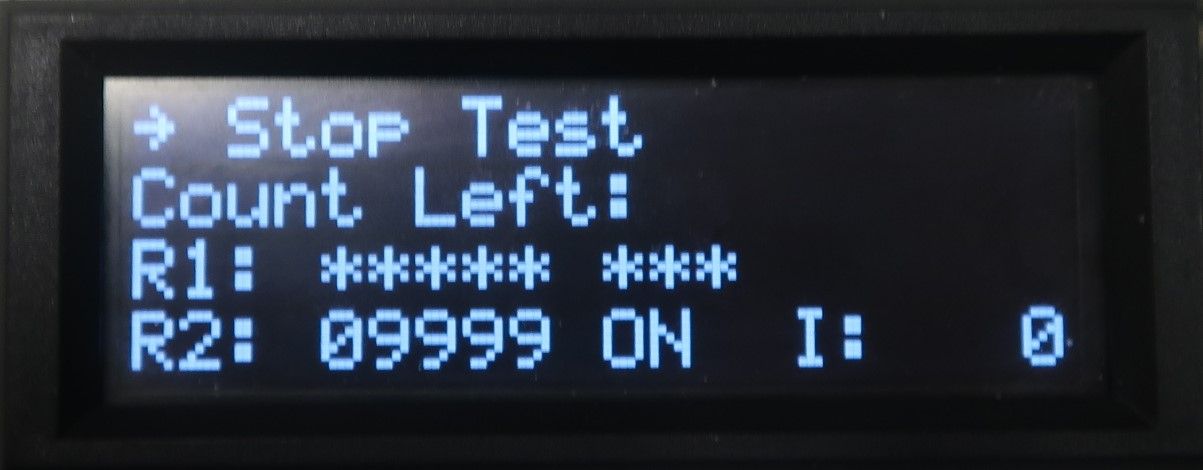 → Stop Test
Count Left:
R1: ***** ***
R2: 09999 ON I: 0